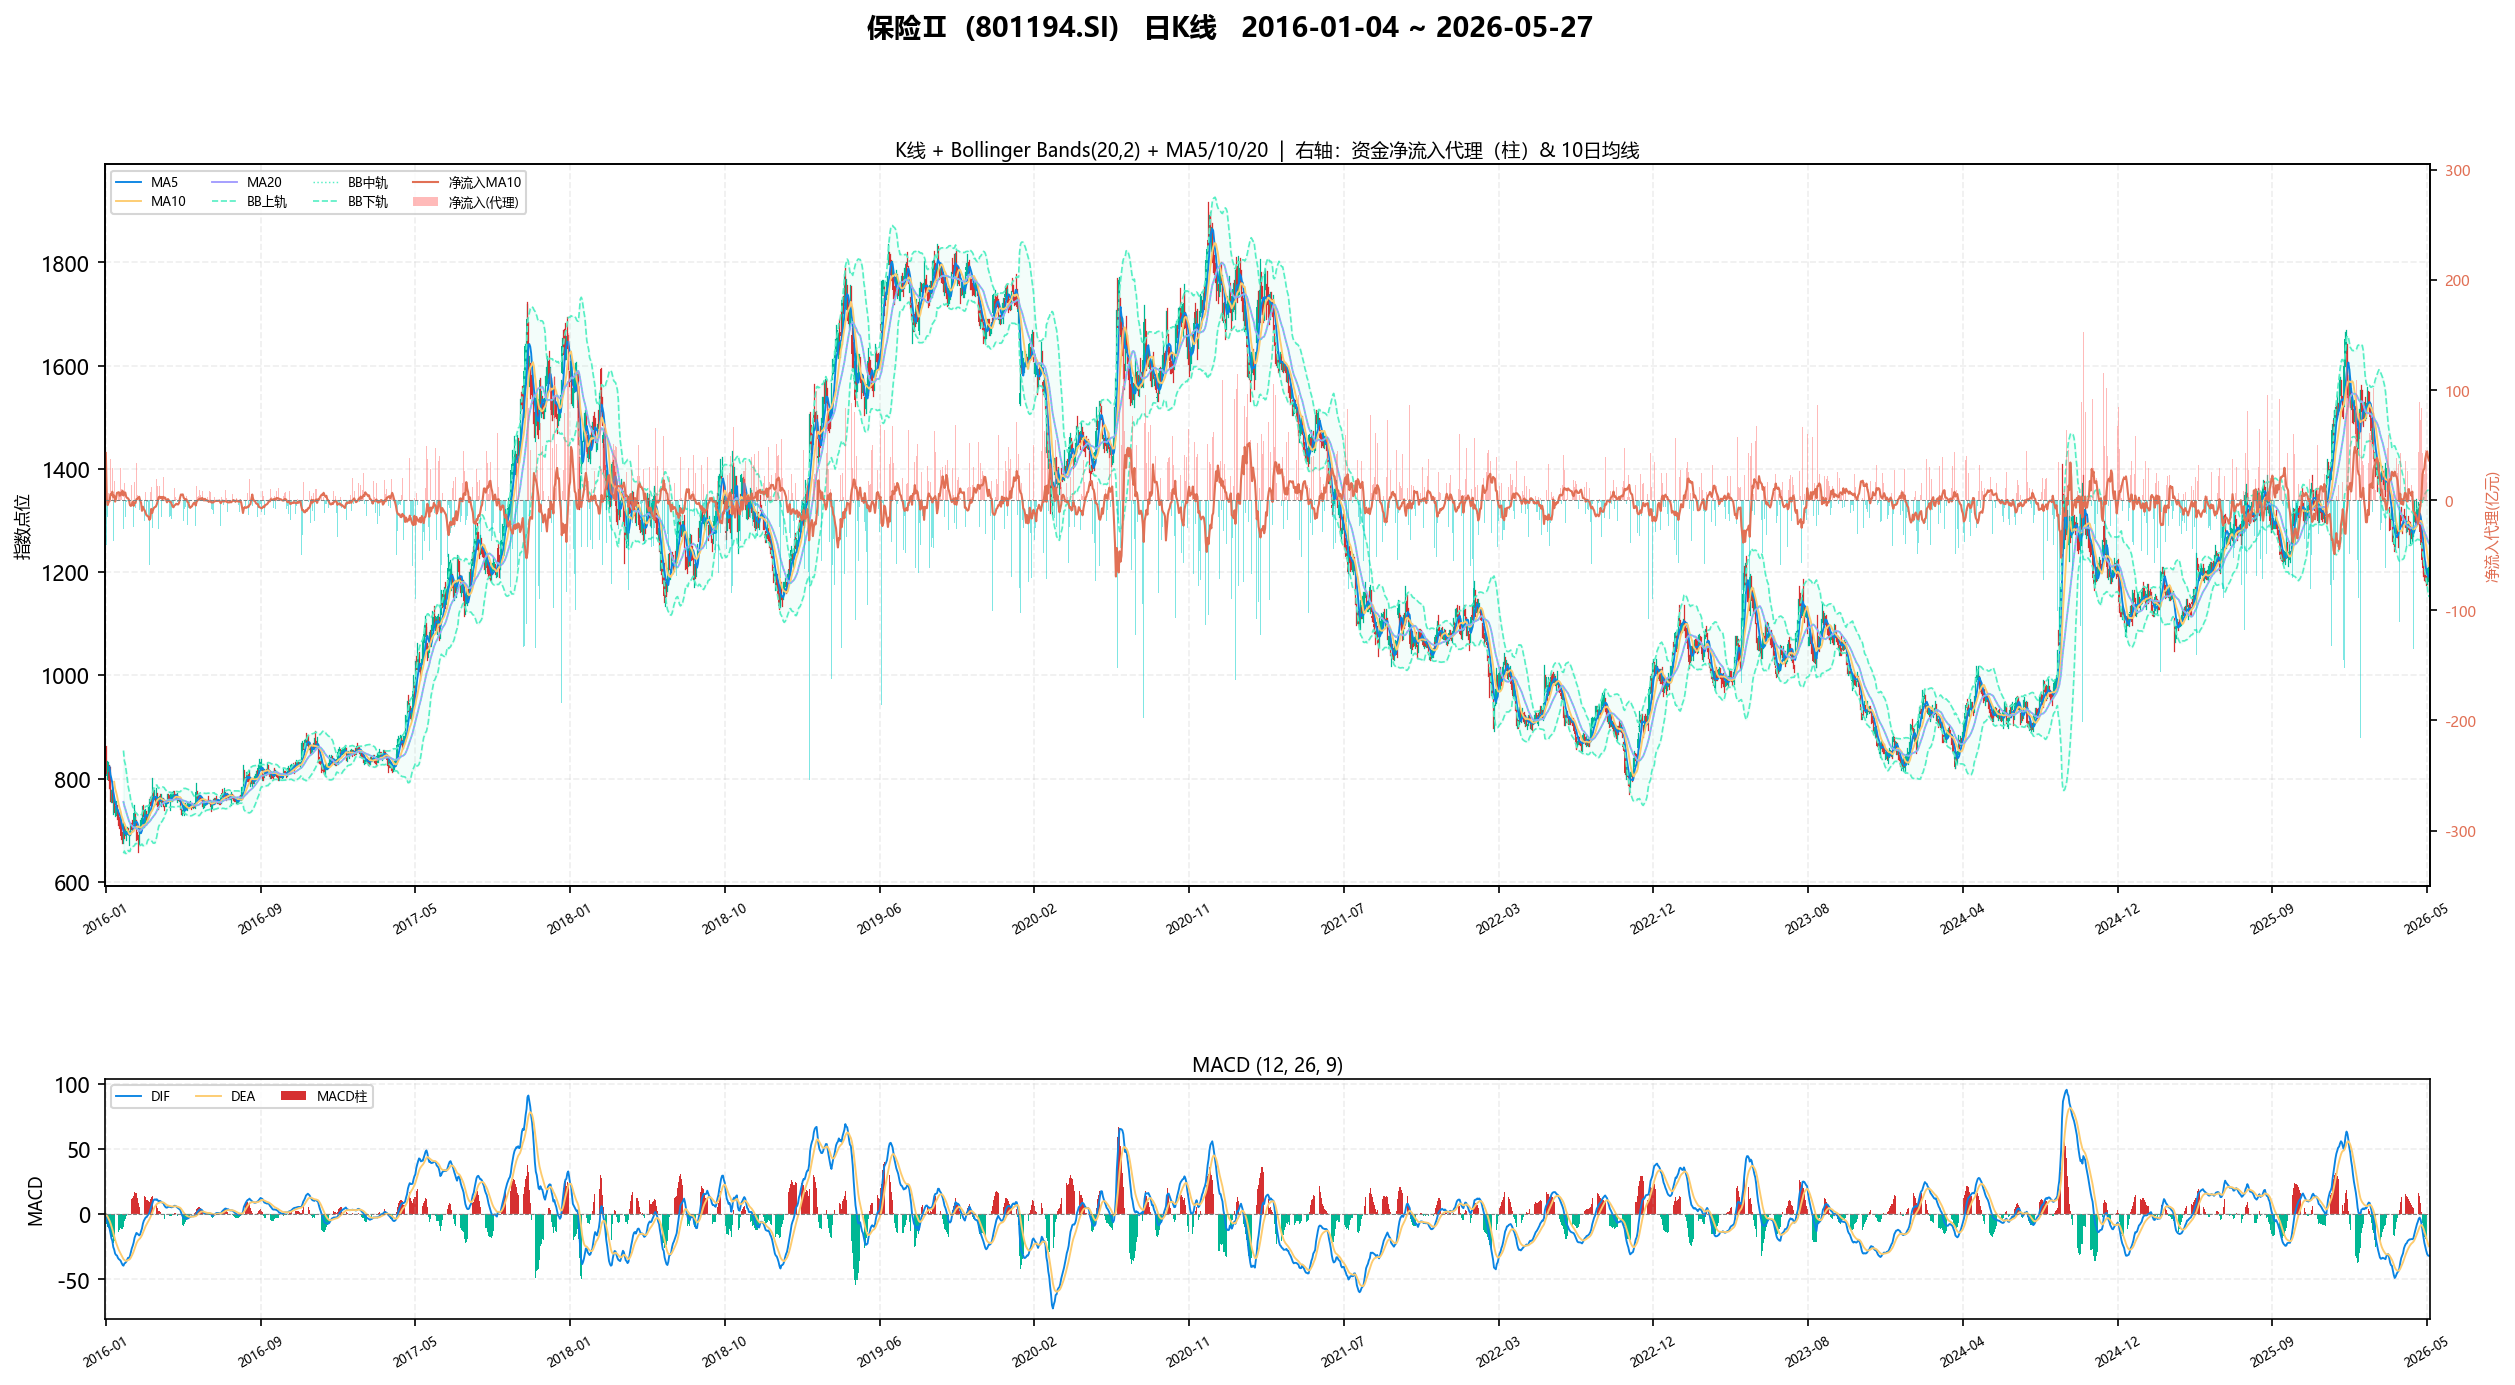 保险Ⅱ (801194.SI) 日K线 2016-01-04 ~ 2026-05-27
K线 + Bollinger Bands(20,2) + MA5/10/20 | 右轴：资金净流入代理（柱）& 10日均线
MA5 MA20 BB中轨 净流入MA10
MA10 BB上轨 BB下轨 净流入(代理)
指数点位
1800
1600
1400
1200
1000
800
600
300
200
100
0
-100
-200
-300
净流入代理(亿元)
2016-01 2016-09 2017-05 2018-01 2018-10 2019-06 2020-02 2020-11 2021-07 2022-03 2022-12 2023-08 2024-04 2024-12 2025-09 2026-05
MACD (12, 26, 9)
DIF DEA MACD柱
MACD
100
50
0
-50
2016-01 2016-09 2017-05 2018-01 2018-10 2019-06 2020-02 2020-11 2021-07 2022-03 2022-12 2023-08 2024-04 2024-12 2025-09 2026-05